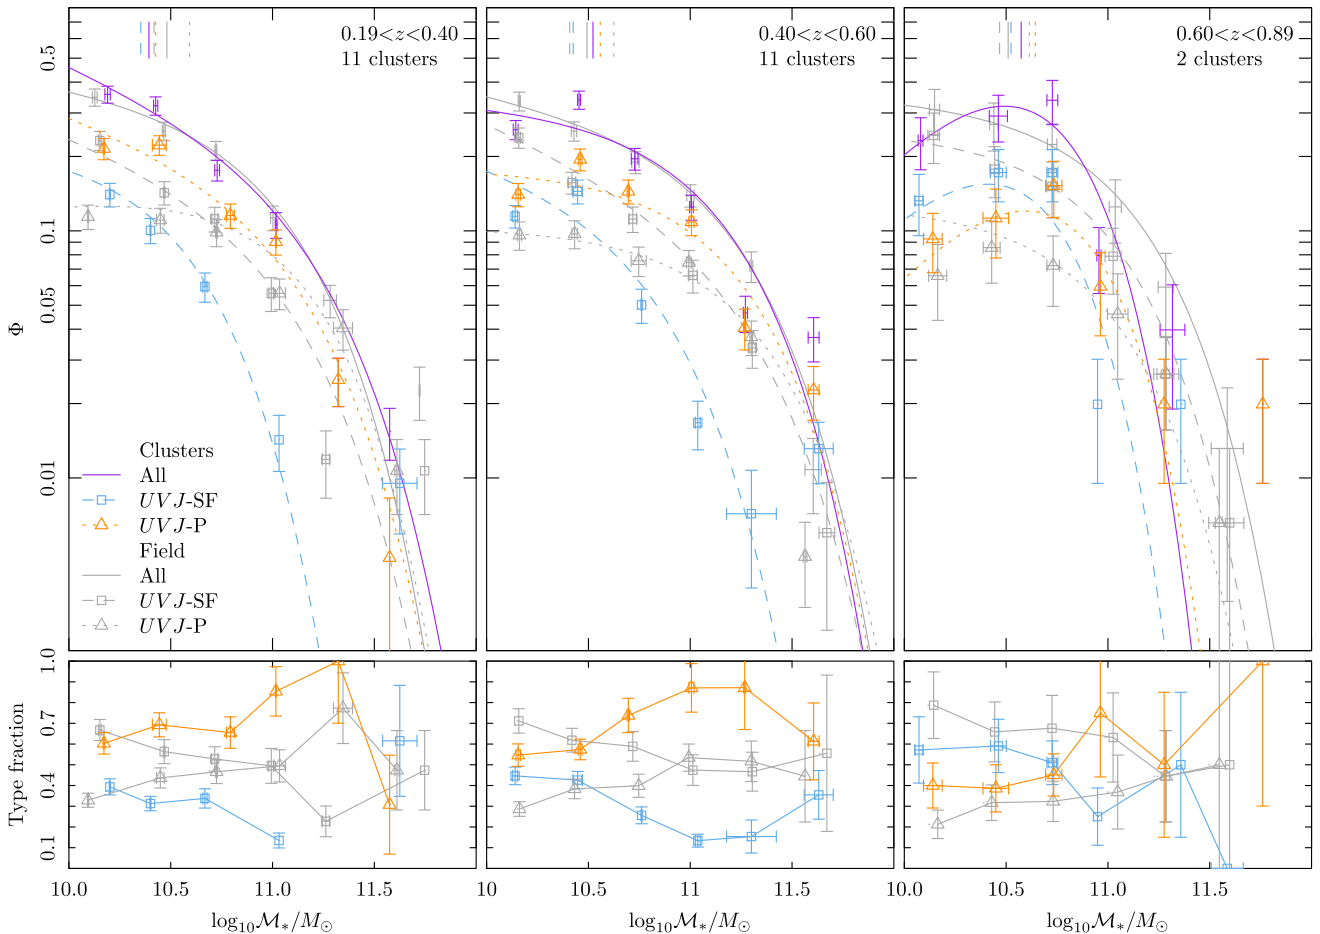 0.19<z<0.40
11 clusters
0.40<z<0.60
11 clusters
0.60<z<0.89
2 clusters
Φ
0.5
0.1
0.05
0.01
Clusters
All
UVJ-SF
UVJ-P
Field
All
UVJ-SF
UVJ-P
Type fraction
1.0
0.7
0.4
0.1
10.0 10.5 11.0 11.5
10 10.5 11 11.5
10.0 10.5 11.0 11.5
log₁₀ℳ∗/M⊙
log₁₀ℳ∗/M⊙
log₁₀ℳ∗/M⊙